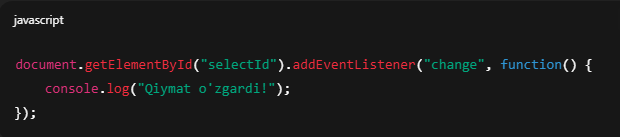 javascript
document.getElementById("selectId").addEventListener("change", function() {
    console.log("Qiymat o'zgardi!");
});